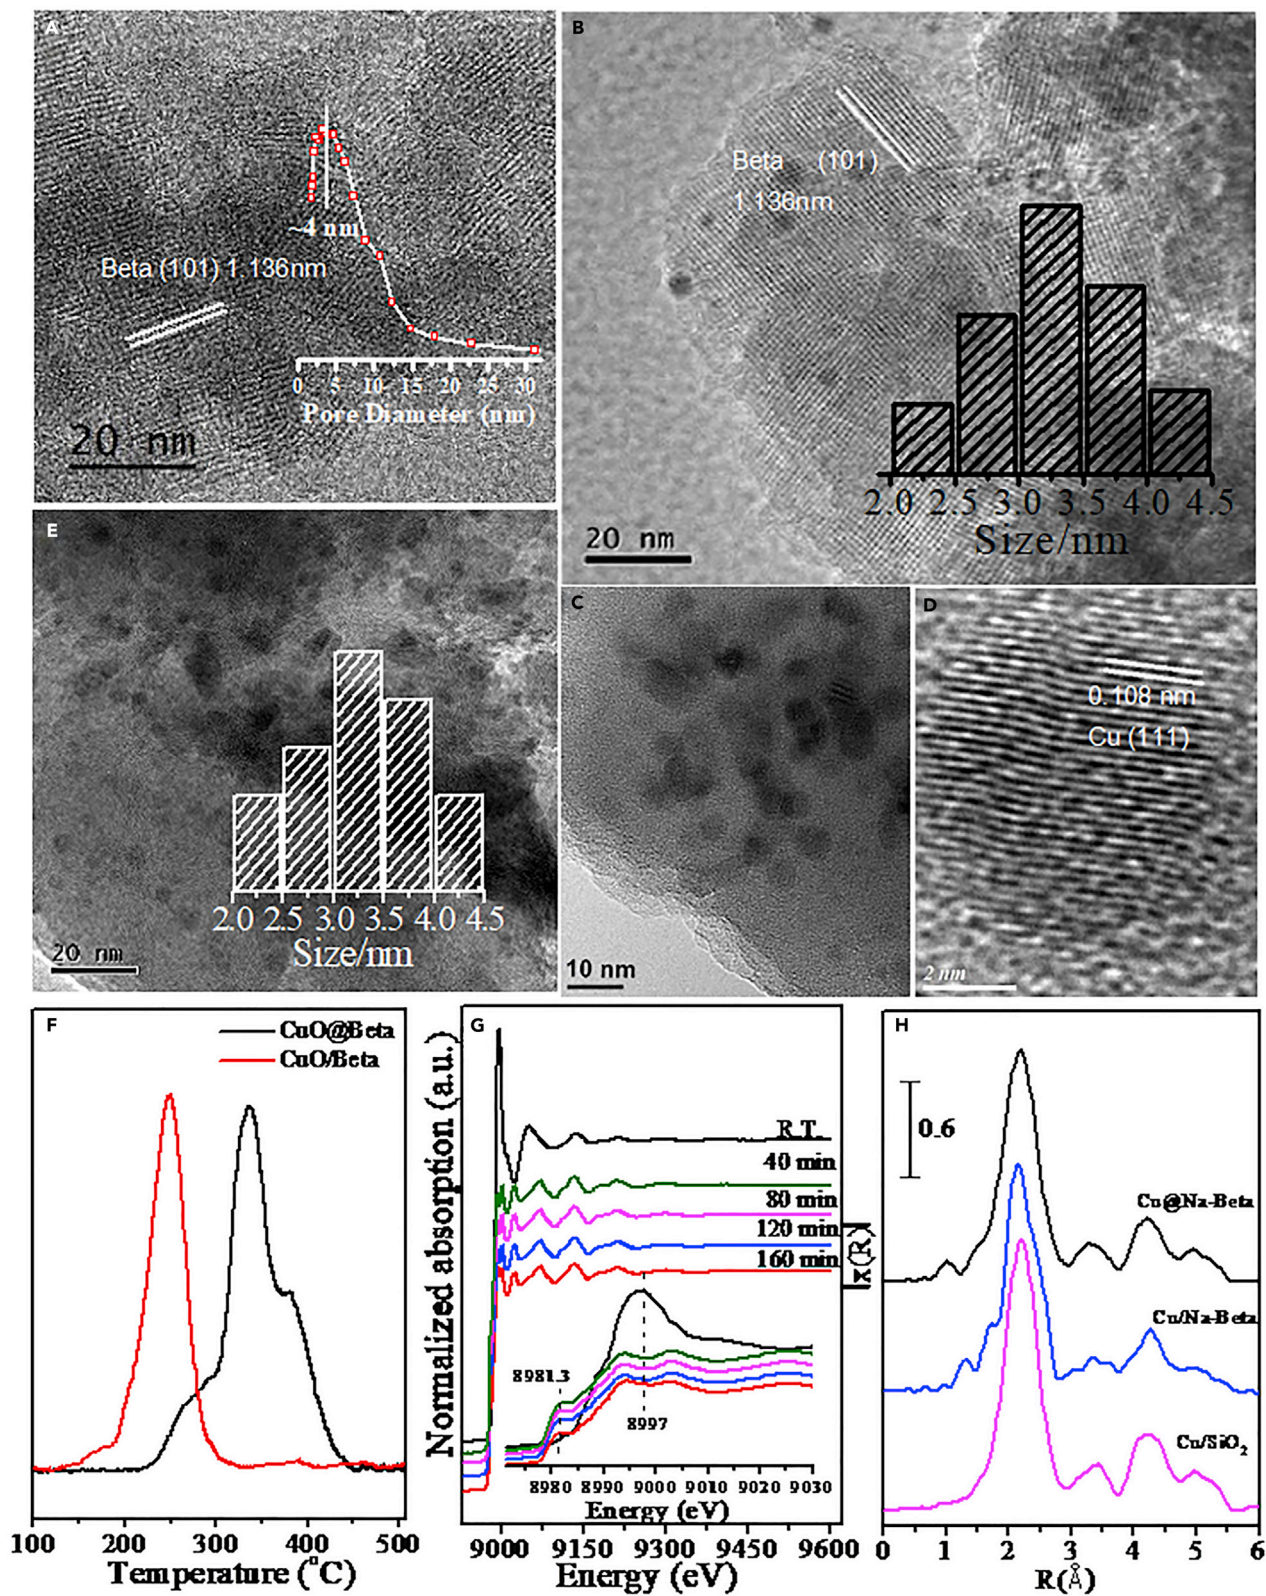 A
~4 nm
Beta (101) 1.136nm
0 5 10 15 20 25 30
Pore Diameter (nm)
20 nm
B
Beta (101)
1.136nm
2.0 2.5 3.0 3.5 4.0 4.5
Size/nm
20 nm
E
2.0 2.5 3.0 3.5 4.0 4.5
Size/nm
20 nm
C
10 nm
D
0.108 nm
Cu (111)
2 nm
F
CuO@Beta
CuO/Beta
100 200 300 400 500
Temperature (°C)
G
Normalized absorption (a.u.)
R.T.
40 min
80 min
120 min
160 min
8981.3
8997
8980 8990 9000 9010 9020 9030
Energy (eV)
9000 9150 9300 9450 9600
Energy (eV)
H
x(R)
0.6
Cu@Na-Beta
Cu/Na-Beta
Cu/SiO₂
0 1 2 3 4 5 6
R(Å)